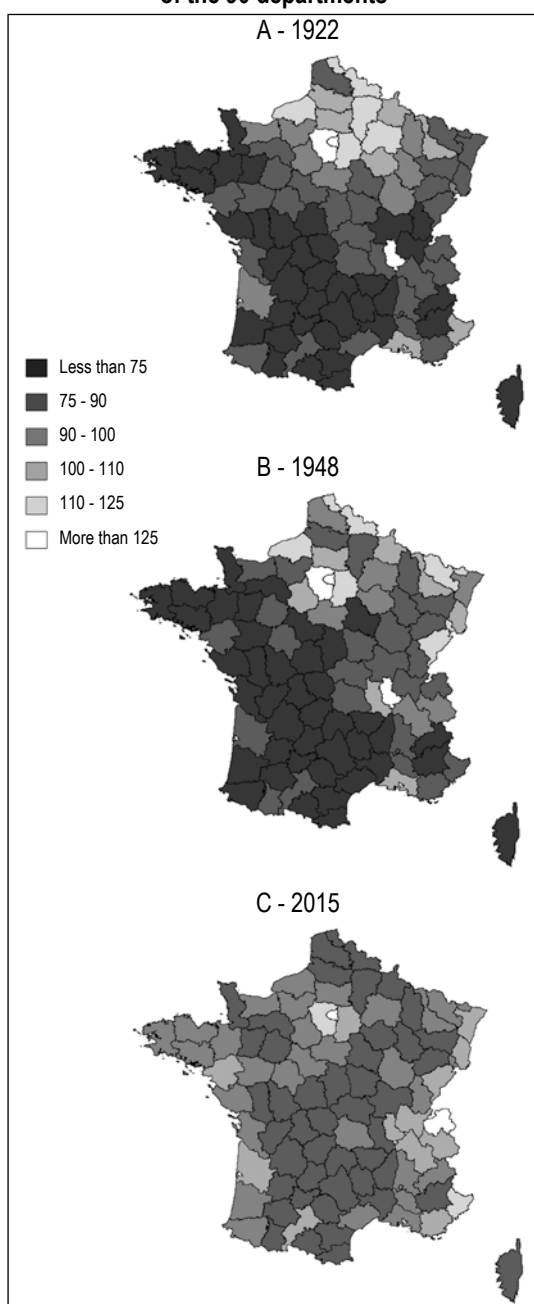 of the 90 departments
A - 1922
Less than 75
75 - 90
90 - 100
100 - 110
110 - 125
More than 125
B - 1948
C - 2015